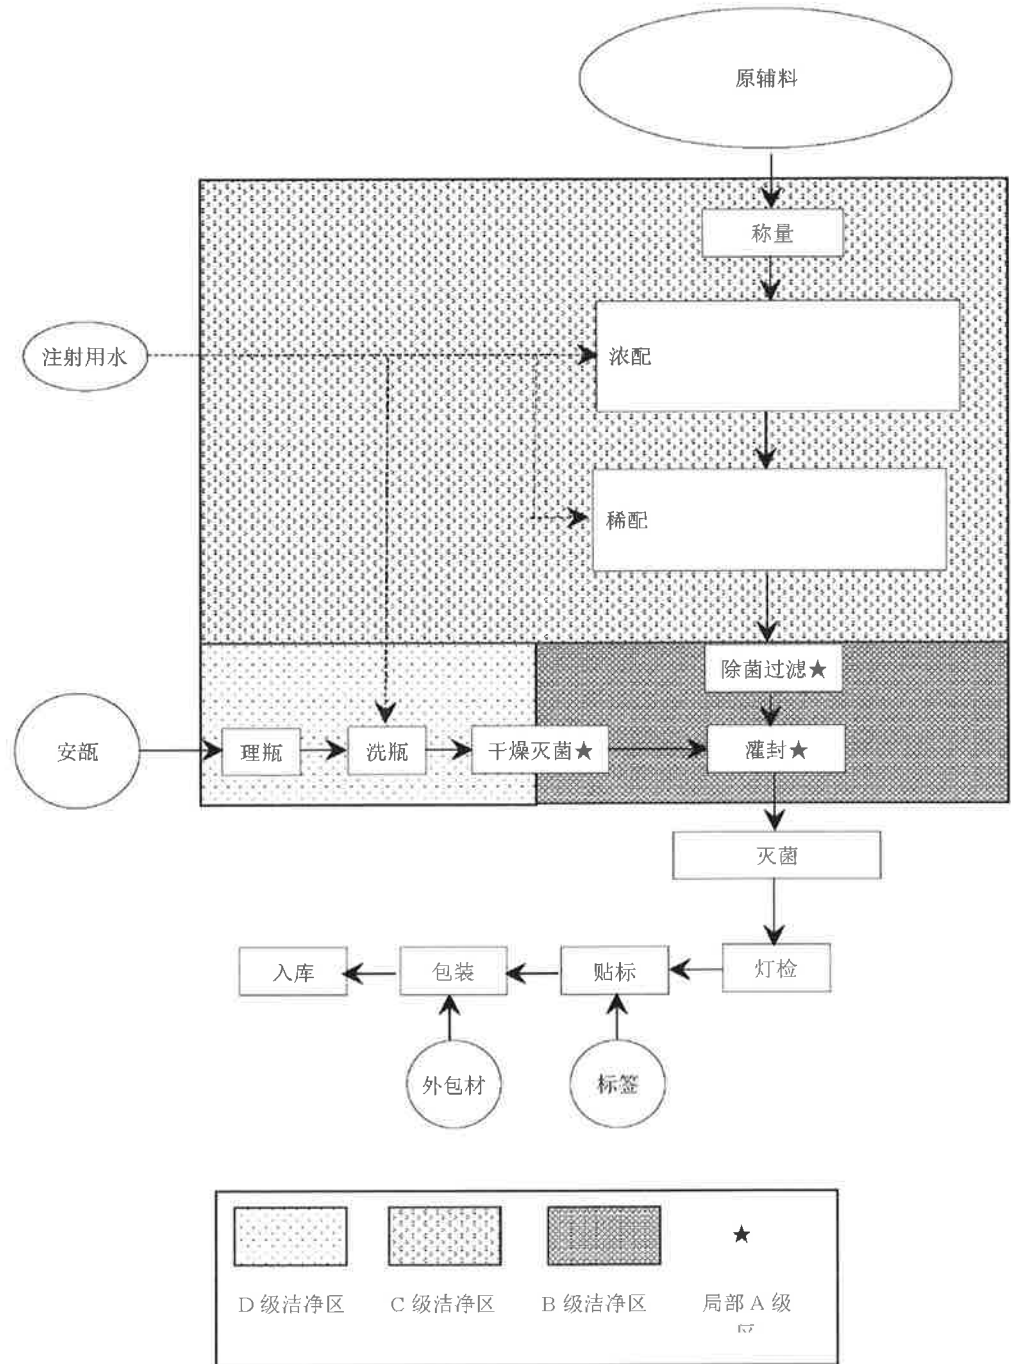 原辅料
称量
注射用水
浓配
稀配
除菌过滤★
安瓿
理瓶
洗瓶
干燥灭菌★
灌封★
灭菌
入库
包装
贴标
灯检
外包材
标签
★
D 级洁净区
C 级洁净区
B 级洁净区
局部 A 级
区